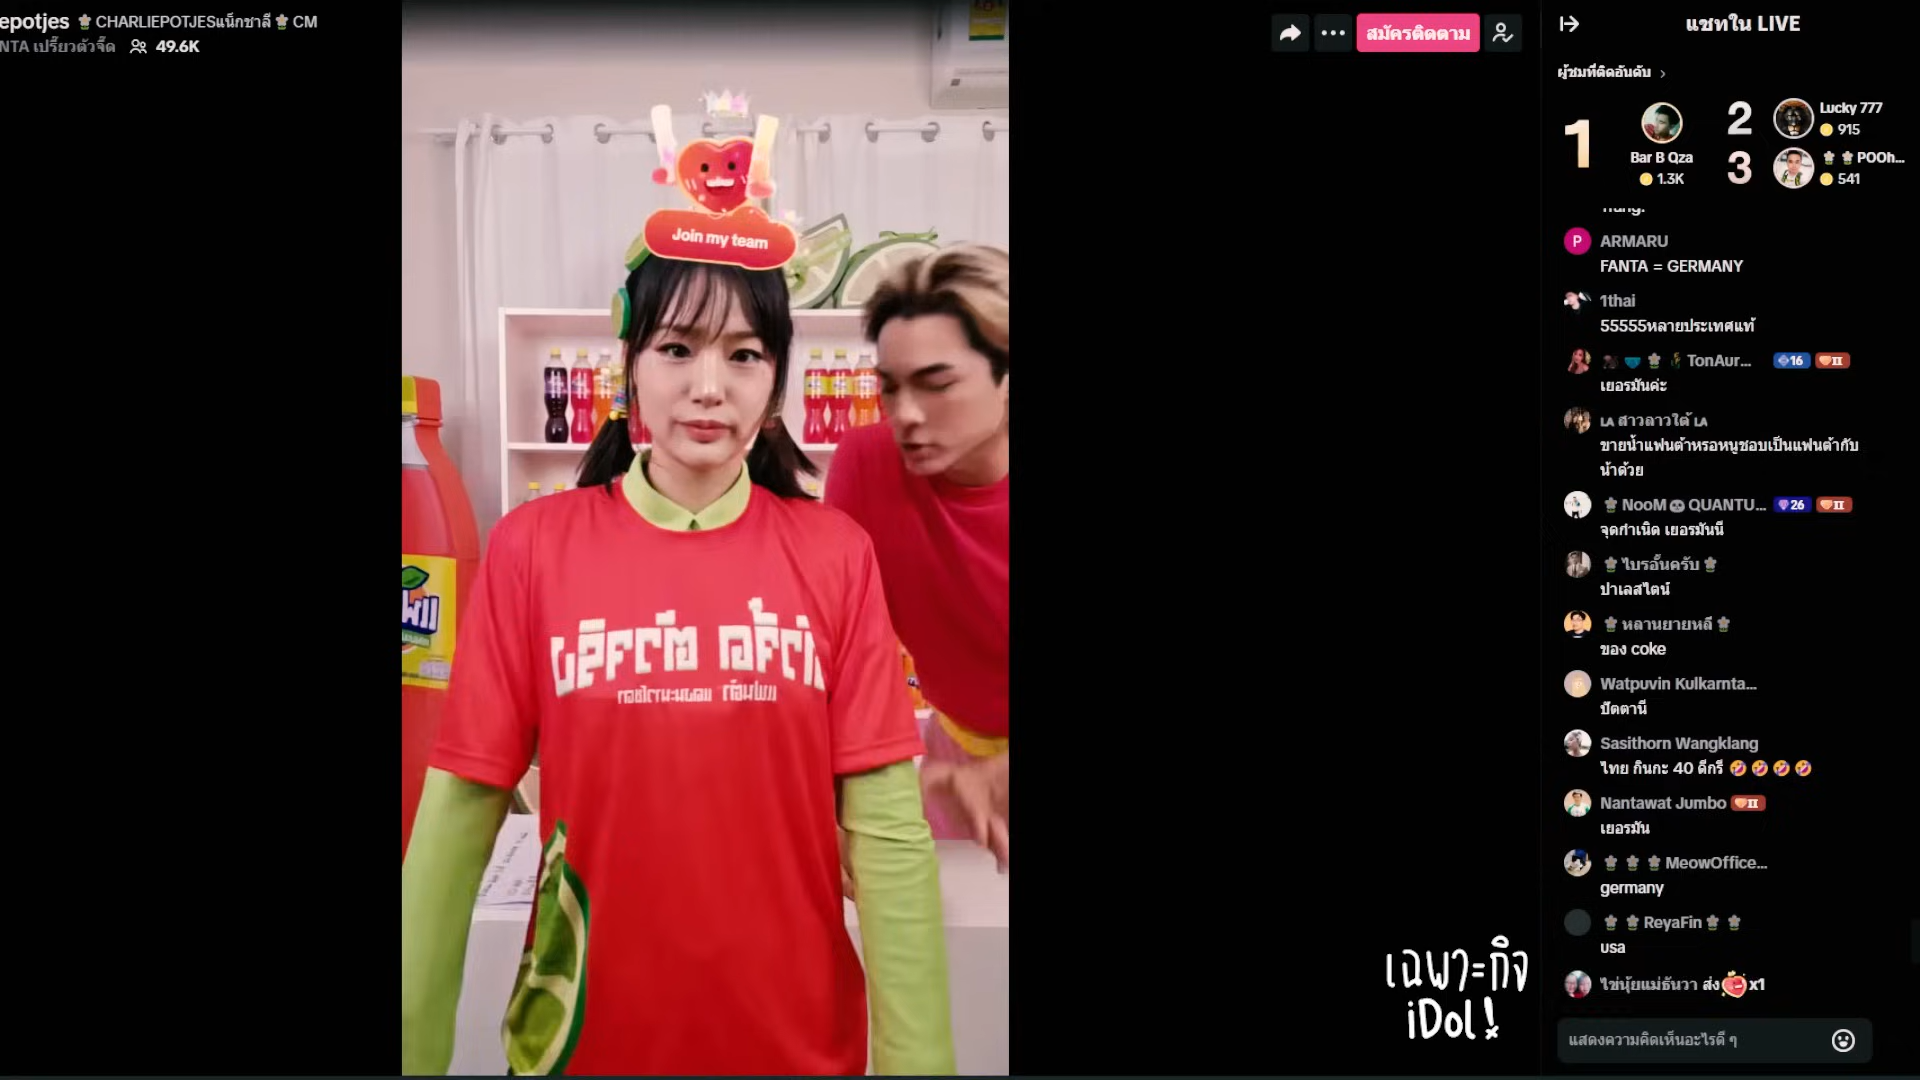 epotjes CHARLIEPOTJESแน็กชาลี CM
NTA เปรี้ยวตัวจี๊ด 49.6K
สมัครติดตาม
Join my team
เฉพาะกิจ
iDol!
แชทใน LIVE
ผู้ชมที่ติดอันดับ
1
Bar B Qza
1.3K
2
Lucky 777
915
3
POOh...
541
ARMARU
FANTA = GERMANY
1thai
55555หลายประเทศแท้
TonAur... 16 II
เยอรมันค่ะ
LA สาวลาวใต้ LA
ขายน้ำแฟนต้าหรอหนูชอบเป็นแฟนต้ากับ
น้าด้วย
NooM QUANTU... 26 II
จุดกำเนิด เยอรมันนี
ไบรอั้นครับ
ปาเลสไตน์
หลานยายหลี
ของ coke
Watpuvin Kulkarnta...
ปัตตานี
Sasithorn Wangklang
ไทย กินกะ 40 ดีกรี
Nantawat Jumbo II
เยอรมัน
MeowOffice...
germany
ReyaFin
usa
ไข่นุ้ยแม่ธันวา ส่ง x1
แสดงความคิดเห็นอะไรดี ๆ